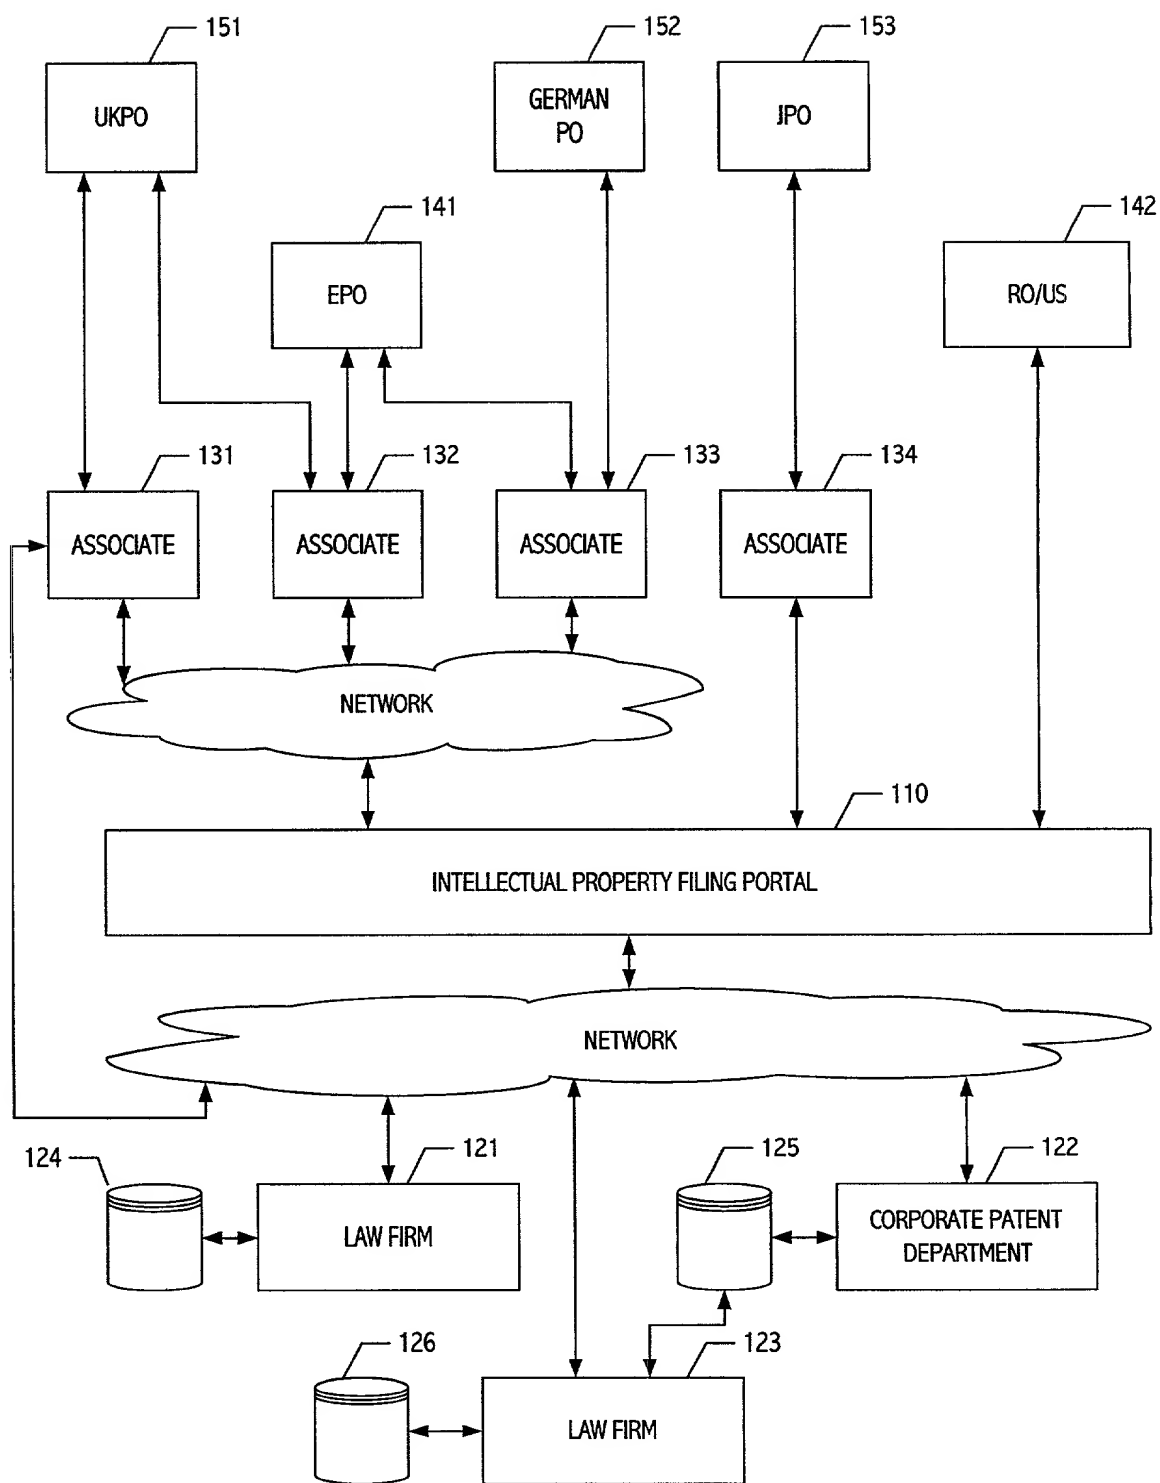 151
152
153
UKPO
GERMAN
PO
JPO
141
142
EPO
RO/US
131
132
133
134
ASSOCIATE
ASSOCIATE
ASSOCIATE
ASSOCIATE
NETWORK
110
INTELLECTUAL PROPERTY FILING PORTAL
NETWORK
124
121
125
122
LAW FIRM
CORPORATE PATENT
DEPARTMENT
126
123
LAW FIRM